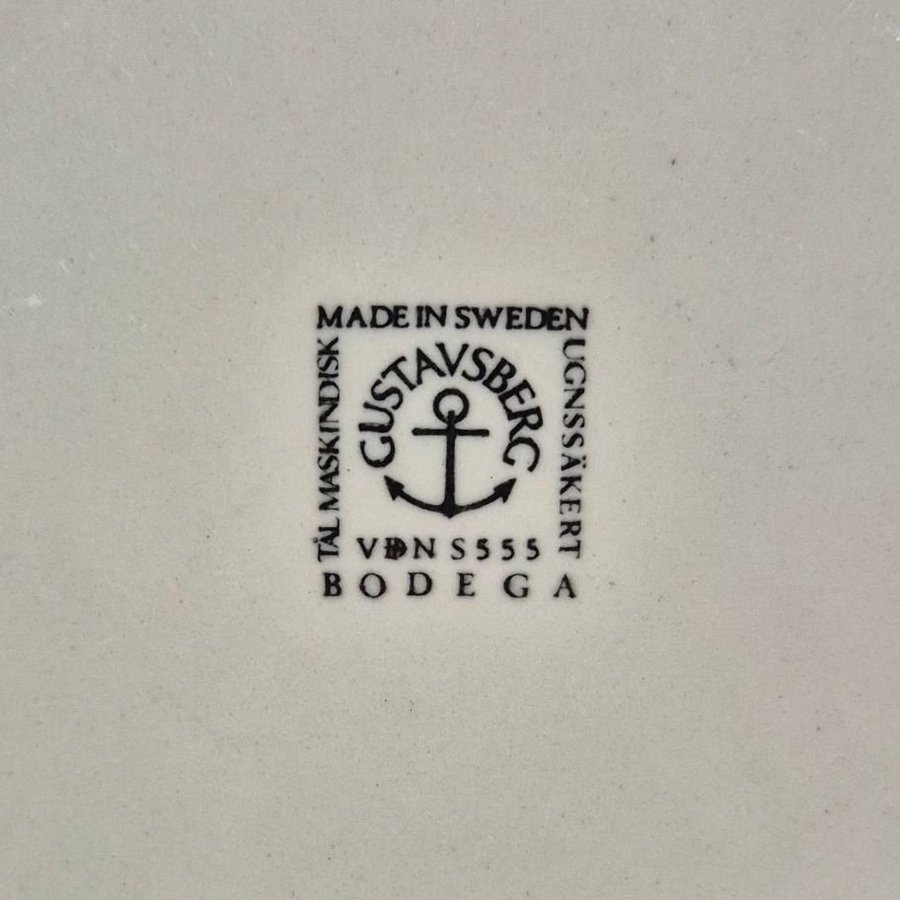 MADE IN SWEDEN
TÅL MASKINDISK
GUSTAVSBERG
UGNSSÄKERT
VDN S555
BODEGA